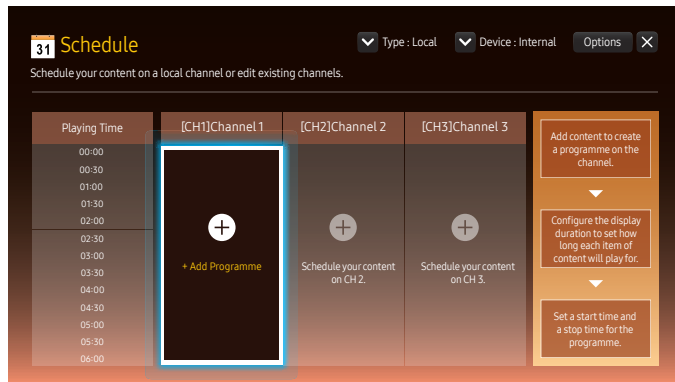 31 Schedule
Type : Local
Device : Internal
Options
Schedule your content on a local channel or edit existing channels.
Playing Time
[CH1]Channel 1
[CH2]Channel 2
[CH3]Channel 3
00:00
00:30
01:00
01:30
02:00
02:30
03:00
03:30
04:00
04:30
05:00
05:30
06:00
+ Add Programme
Schedule your content
on CH 2.
Schedule your content
on CH 3.
Add content to create
a programme on the
channel.
Configure the display
duration to set how
long each item of
content will play for.
Set a start time and
a stop time for the
programme.